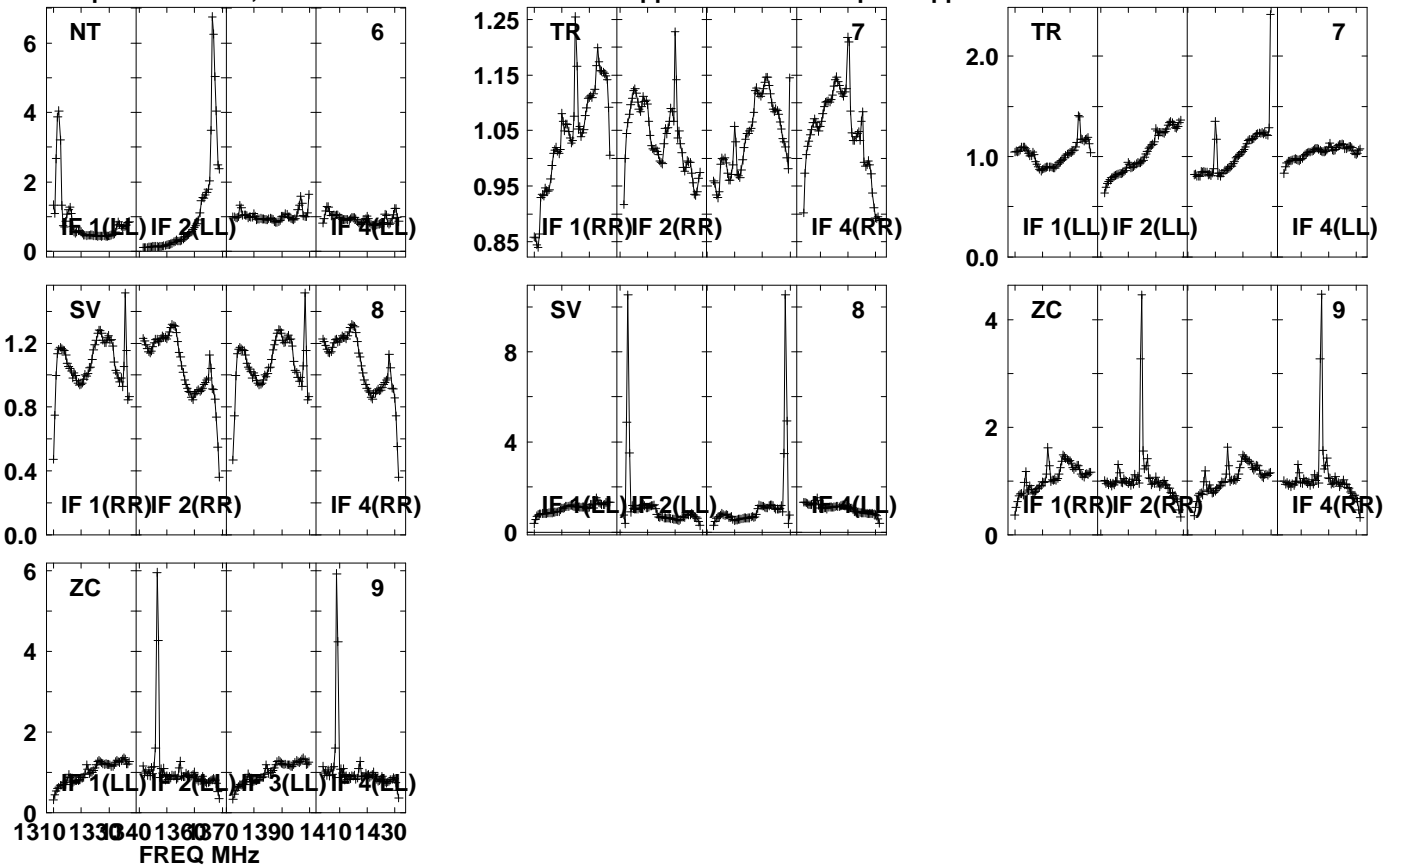 NT 6
6
4
2
0
IF 1(LL) IF 2(LL) IF 4(LL)
TR 7
1.25
1.15
1.05
0.95
0.85
IF 1(RR) IF 2(RR) IF 4(RR)
TR 7
2.0
1.0
0.0
IF 1(LL) IF 2(LL) IF 4(LL)
SV 8
1.2
0.8
0.4
0.0
IF 1(RR) IF 2(RR) IF 4(RR)
SV 8
8
4
0
IF 1(LL) IF 2(LL) IF 4(LL)
ZC 9
4
2
0
IF 1(RR) IF 2(RR) IF 4(RR)
ZC 9
6
4
2
0
IF 1(LL) IF 2(LL) IF 3(LL) IF 4(LL)
1310 1330 1340 1360 1370 1390 1410 1430
FREQ MHz